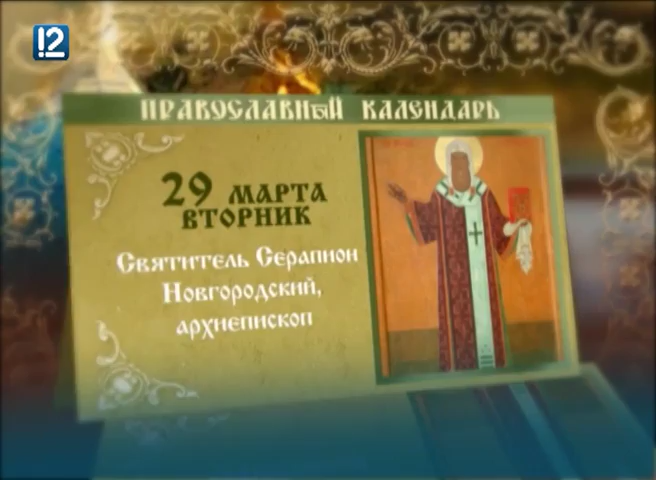 12
ПРАВОСЛАВНЫЙ КАЛЕНДАРЬ
29 МАРТА
ВТОРНИК
Святитель Серапион
Новгородский,
архиепископ